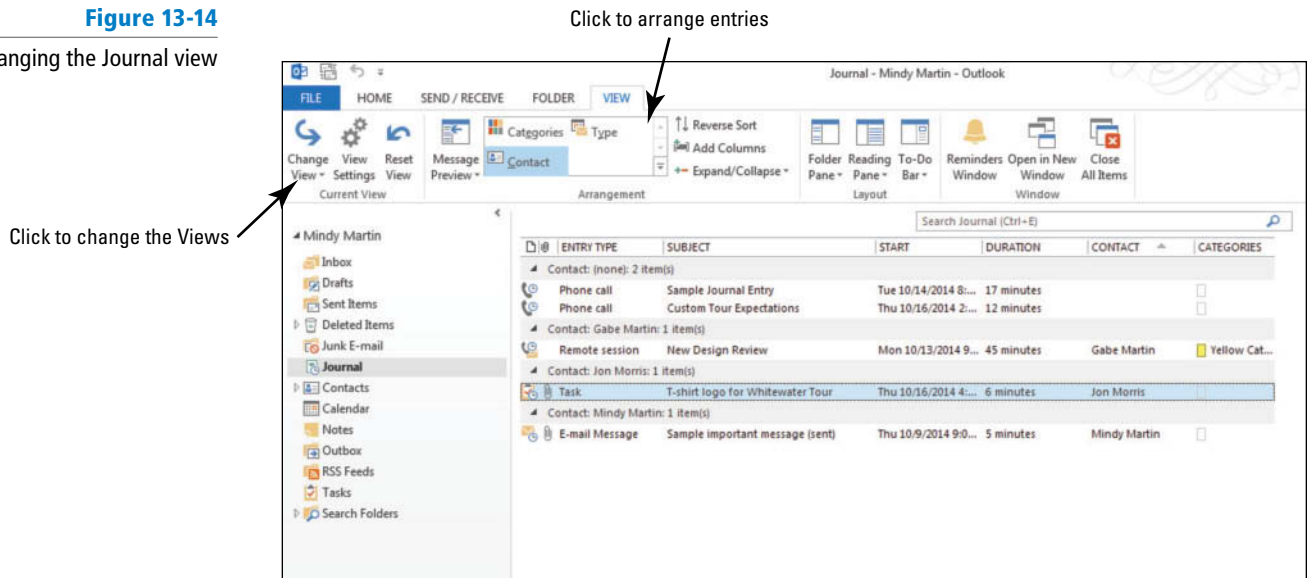 Figure 13-14
Click to arrange entries
anging the Journal view
Journal - Mindy Martin - Outlook
FILE HOME SEND / RECEIVE FOLDER VIEW
Categories Type
Contact
Reverse Sort
Add Columns
Expand/Collapse
Change View
View Settings
Reset View
Message Preview
Folder Pane
Reading Pane
To-Do Bar
Reminders Window
Open in New Window
Close All Items
Current View Arrangement Layout Window
Click to change the Views
Search Journal (Ctrl+E)
Mindy Martin
Inbox
Drafts
Sent Items
Deleted Items
Junk E-mail
Journal
Contacts
Calendar
Notes
Outbox
RSS Feeds
Tasks
Search Folders
ENTRY TYPE SUBJECT START DURATION CONTACT CATEGORIES
Contact: (none): 2 item(s)
Phone call Sample Journal Entry Tue 10/14/2014 8:... 17 minutes
Phone call Custom Tour Expectations Thu 10/16/2014 2:... 12 minutes
Contact: Gabe Martin: 1 item(s)
Remote session New Design Review Mon 10/13/2014 9... 45 minutes Gabe Martin Yellow Cat...
Contact: Jon Morris: 1 item(s)
Task T-shirt logo for Whitewater Tour Thu 10/16/2014 4:... 6 minutes Jon Morris
Contact: Mindy Martin: 1 item(s)
E-mail Message Sample important message (sent) Thu 10/9/2014 9:0... 5 minutes Mindy Martin